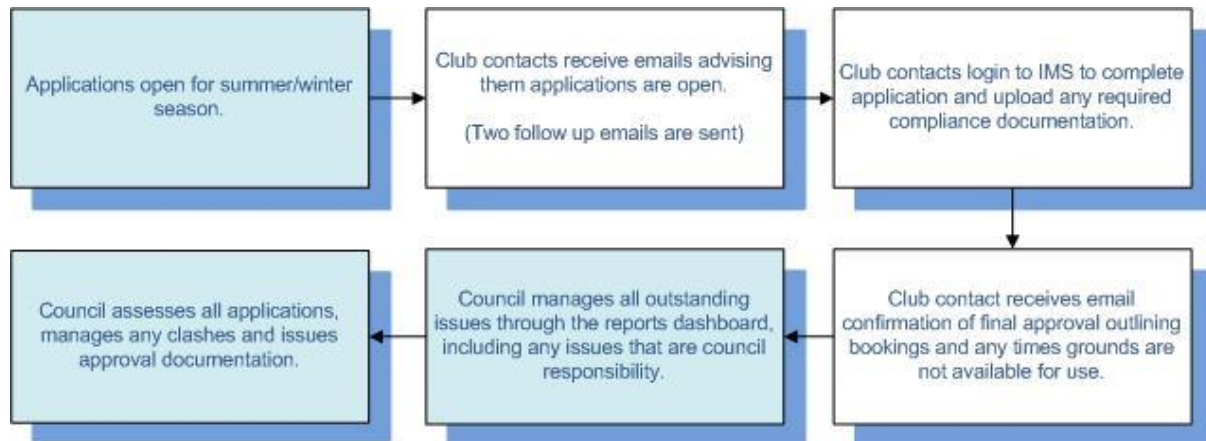 Applications open for summer/winter
season.
Club contacts receive emails advising
them applications are open.
(Two follow up emails are sent)
Club contacts login to IMS to complete
application and upload any required
compliance documentation.
Club contact receives email
confirmation of final approval outlining
bookings and any times grounds are
not available for use.
Council manages all outstanding
issues through the reports dashboard,
including any issues that are council
responsibility.
Council assesses all applications,
manages any clashes and issues
approval documentation.